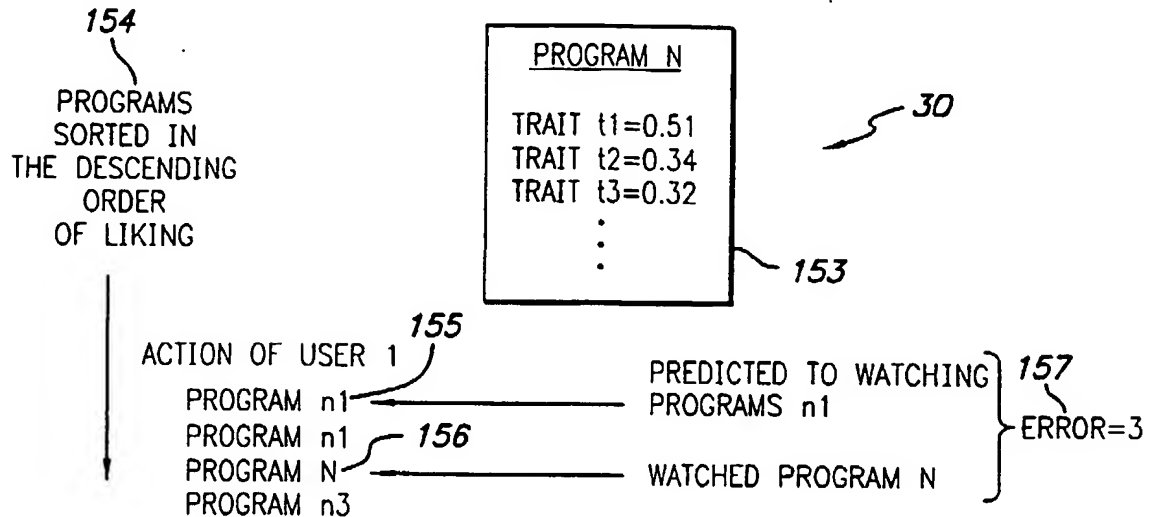 154
PROGRAMS
SORTED IN
THE DESCENDING
ORDER
OF LIKING
PROGRAM N
TRAIT t1=0.51
TRAIT t2=0.34
TRAIT t3=0.32
30
153
ACTION OF USER 1
155
PROGRAM n1
PROGRAM n1
156
PROGRAM N
PROGRAM n3
PREDICTED TO WATCHING
PROGRAMS n1
WATCHED PROGRAM N
157
ERROR=3